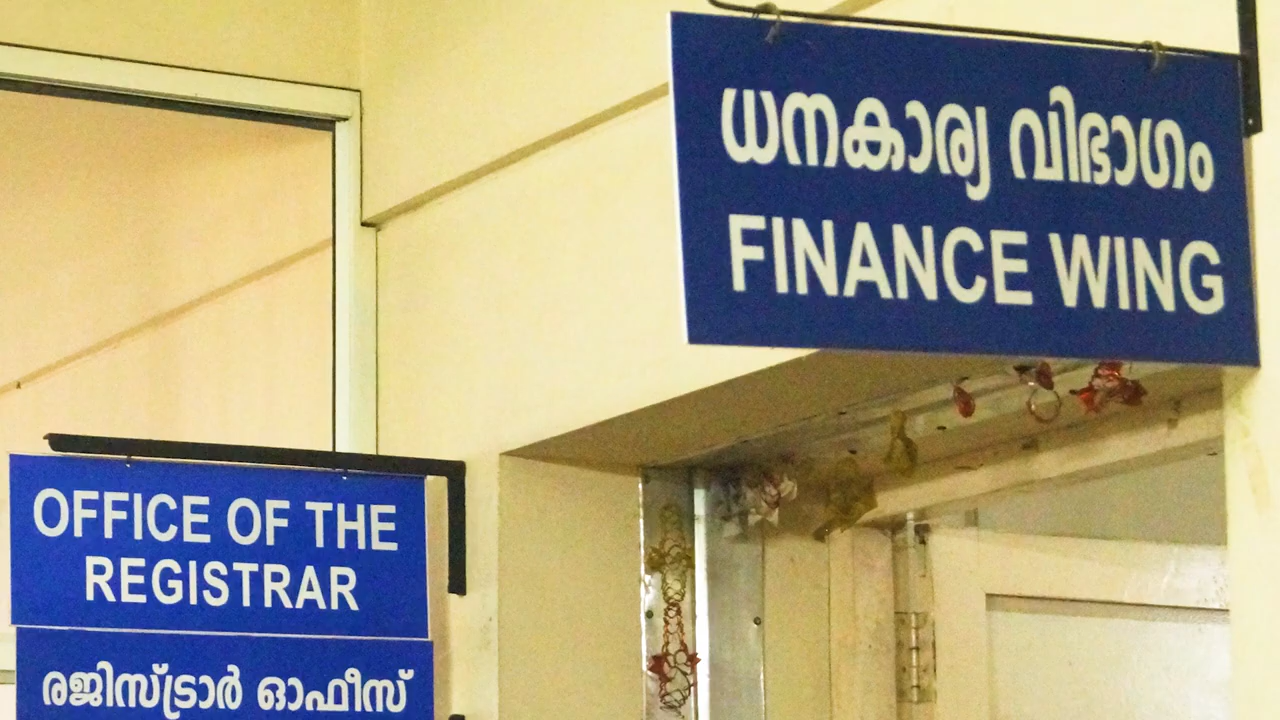 ധനകാര്യ വിഭാഗം
FINANCE WING
OFFICE OF THE
REGISTRAR
രജിസ്ട്രാർ ഓഫീസ്